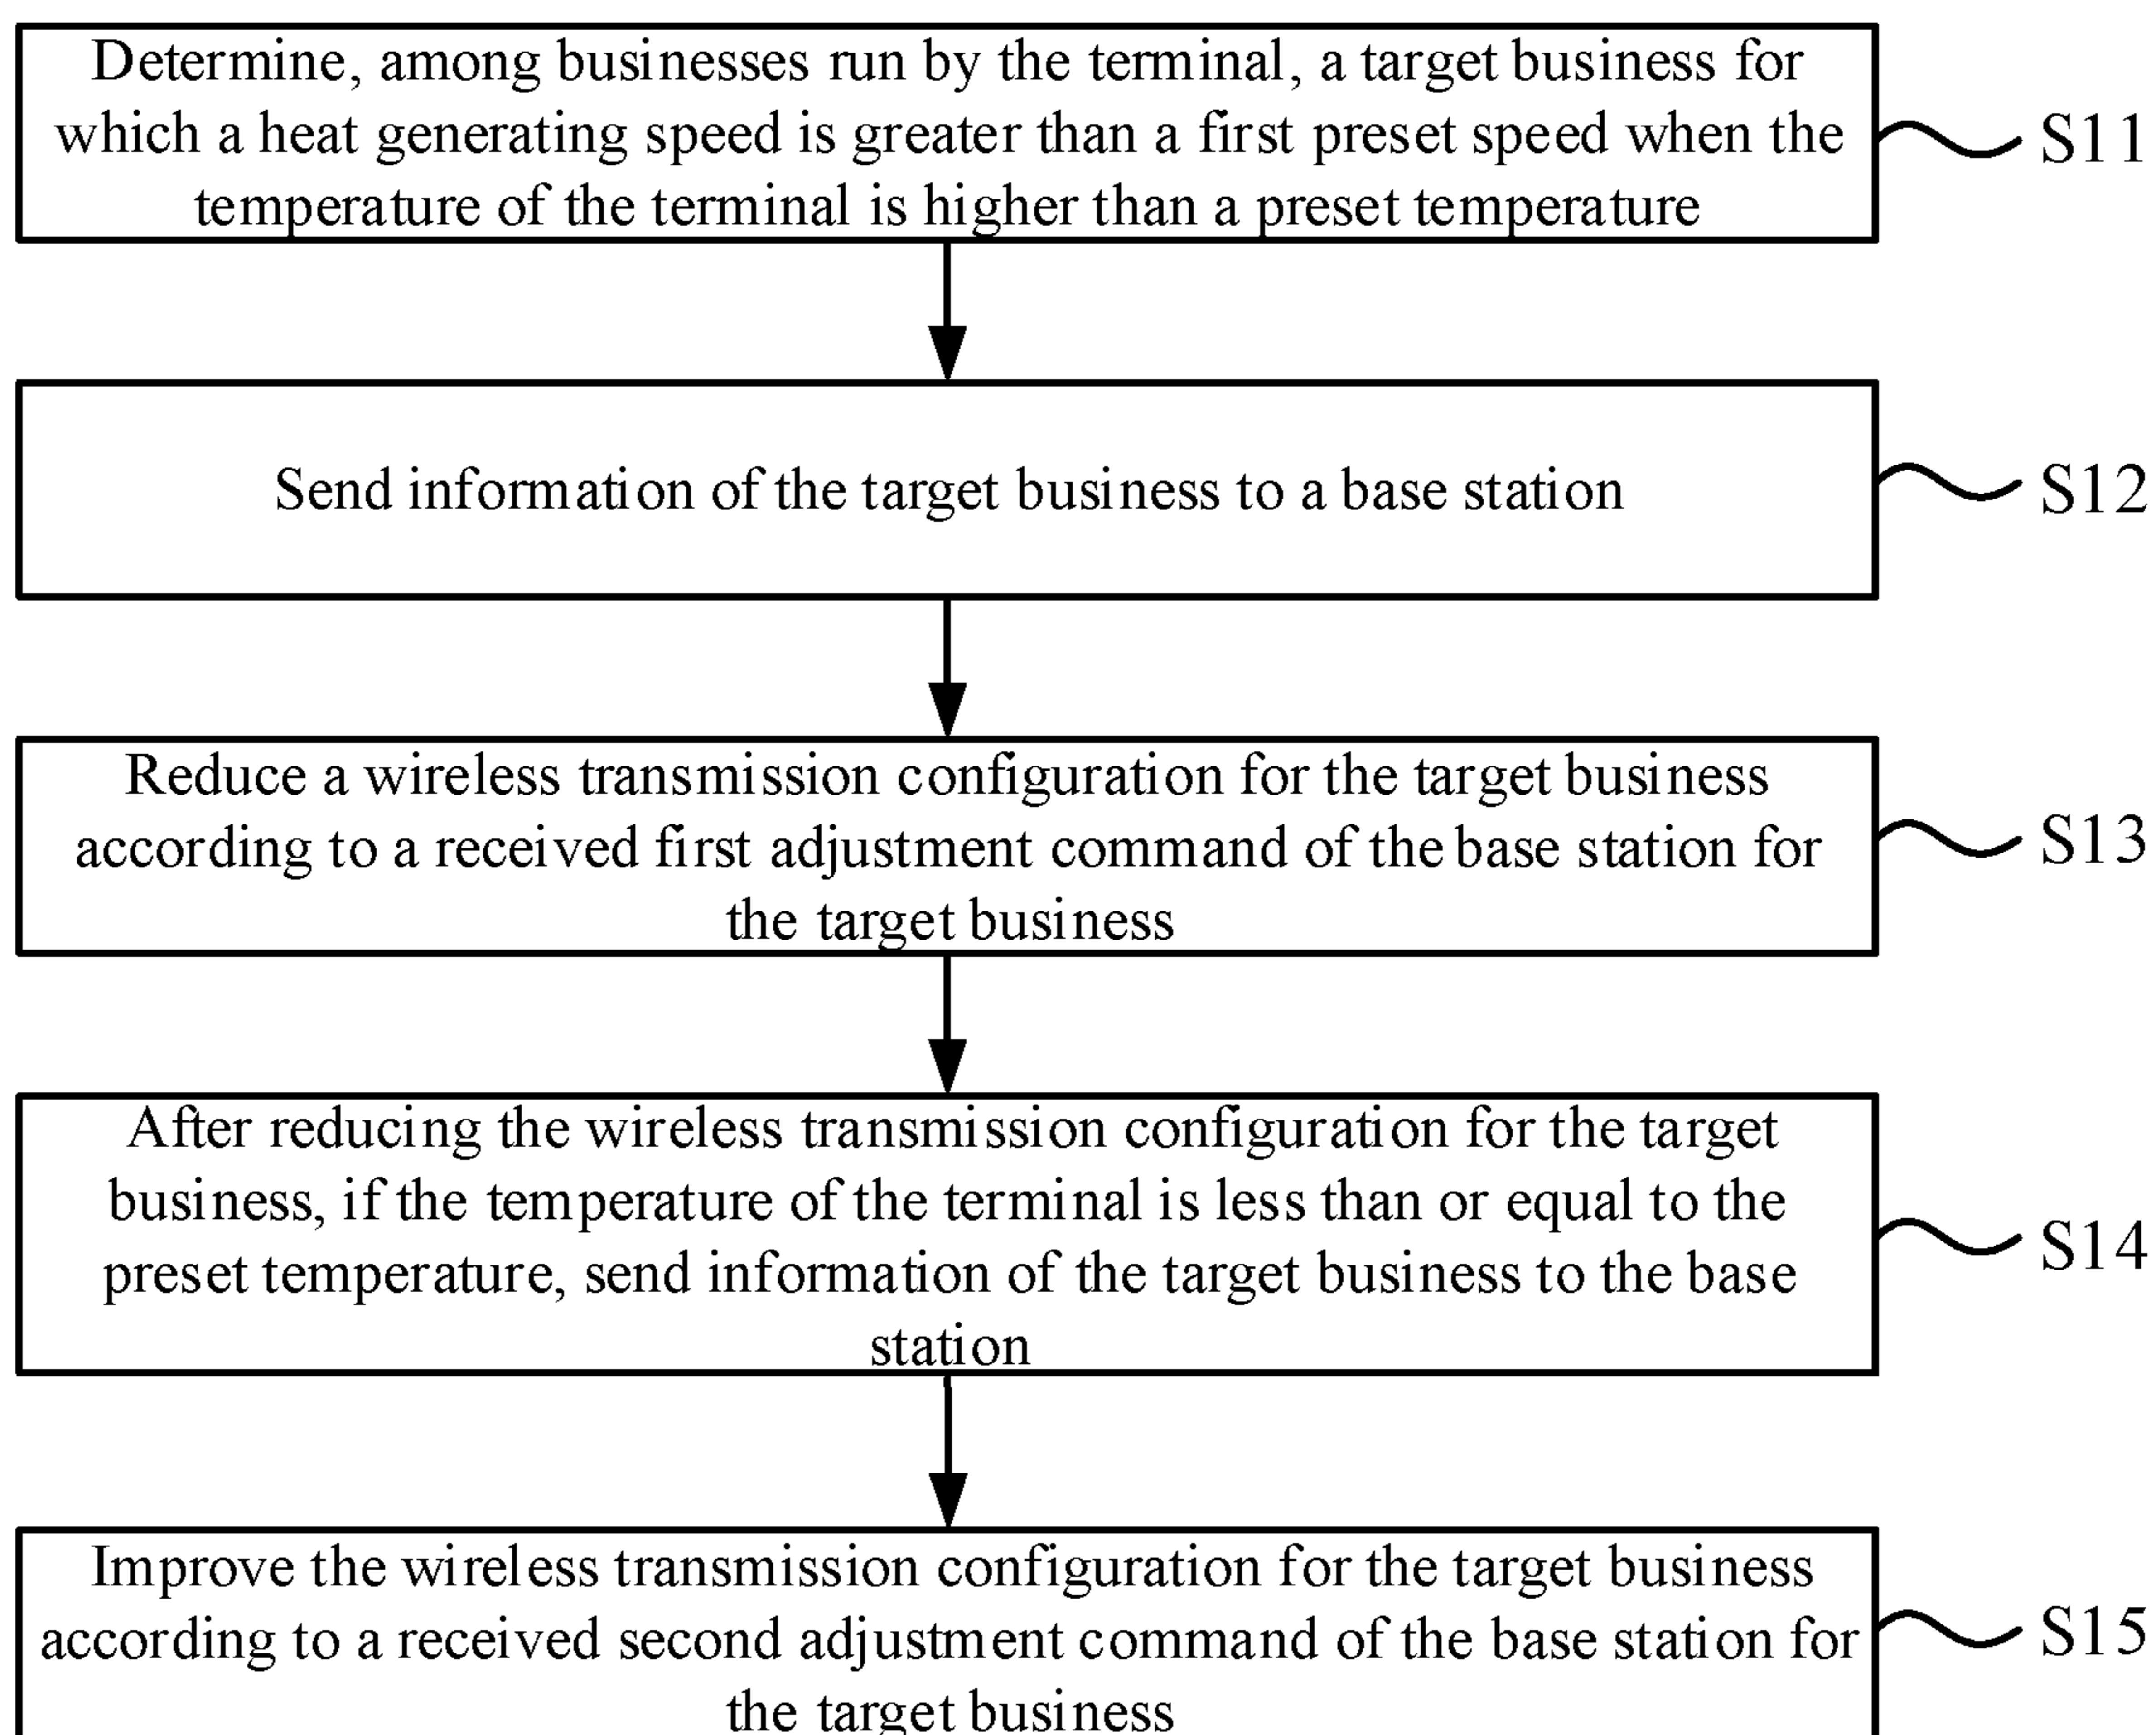 Determine, among businesses run by the terminal, a target business for
which a heat generating speed is greater than a first preset speed when the
temperature of the terminal is higher than a preset temperature
S11
Send information of the target business to a base station
S12
Reduce a wireless transmission configuration for the target business
according to a received first adjustment command of the base station for
the target business
S13
After reducing the wireless transmission configuration for the target
business, if the temperature of the terminal is less than or equal to the
preset temperature, send information of the target business to the base
station
S14
Improve the wireless transmission configuration for the target business
according to a received second adjustment command of the base station for
the target business
S15